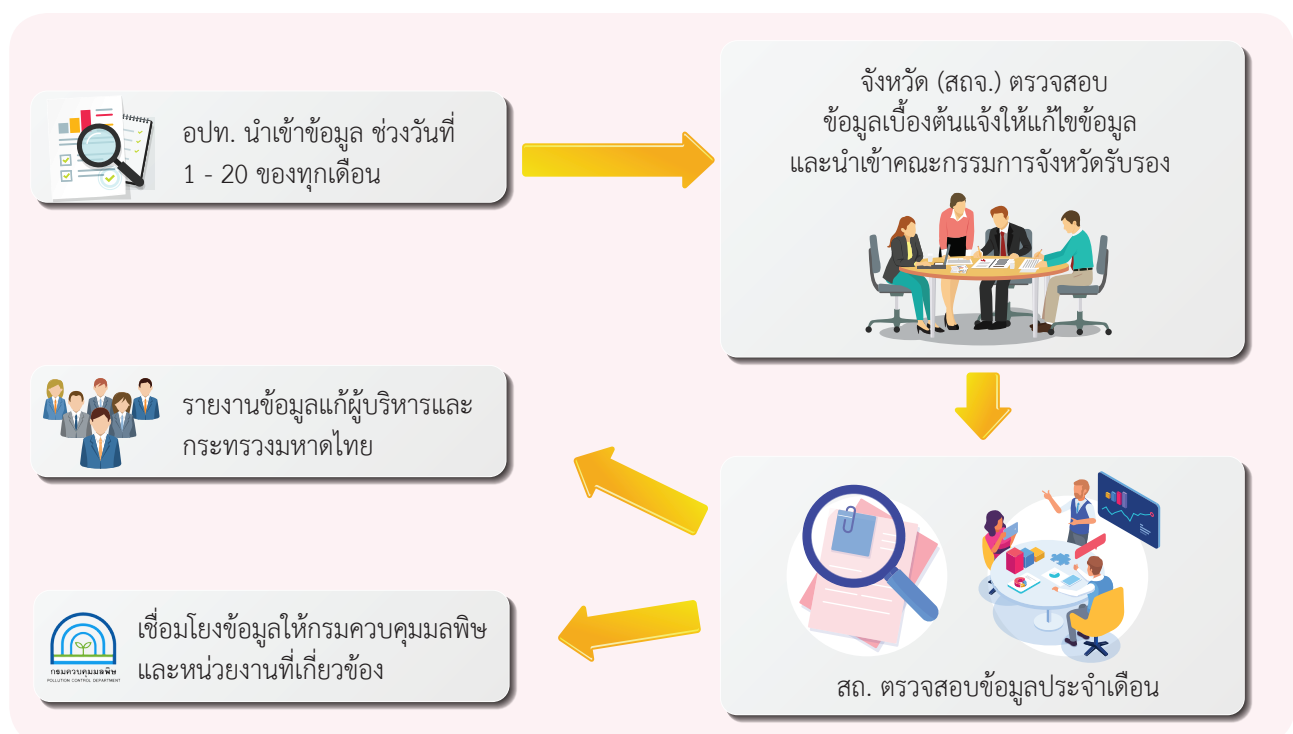 อปท. นำเข้าข้อมูล ช่วงวันที่
1 - 20 ของทุกเดือน
จังหวัด (สถจ.) ตรวจสอบ
ข้อมูลเบื้องต้นแจ้งให้แก้ไขข้อมูล
และนำเข้าคณะกรรมการจังหวัดรับรอง
รายงานข้อมูลแก้ผู้บริหารและ
กระทรวงมหาดไทย
เชื่อมโยงข้อมูลให้กรมควบคุมมลพิษ
และหน่วยงานที่เกี่ยวข้อง
กรมควบคุมมลพิษ
POLLUTION CONTROL DEPARTMENT
สถ. ตรวจสอบข้อมูลประจำเดือน